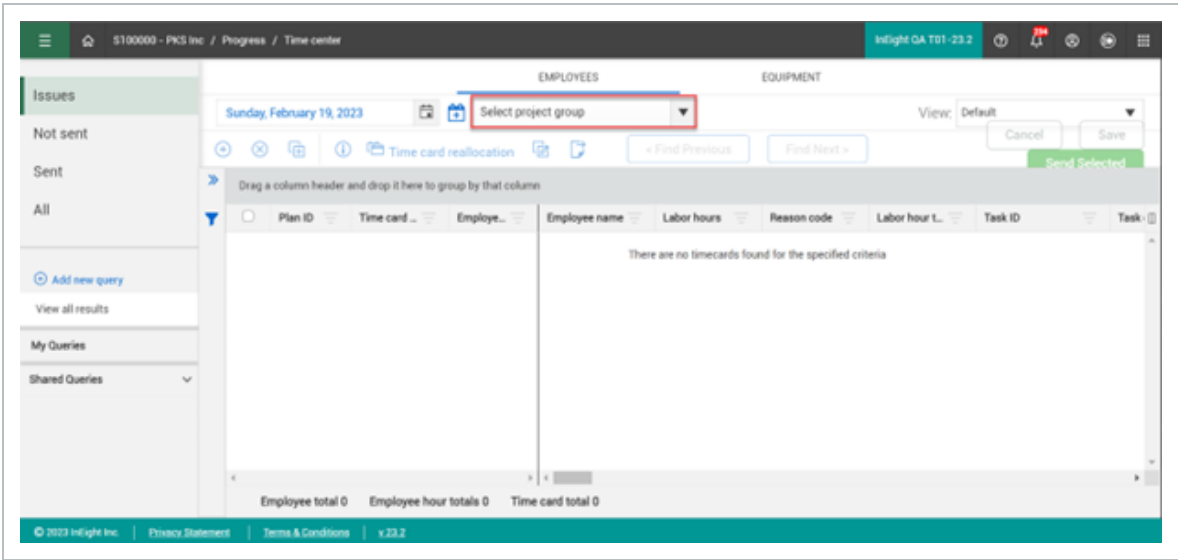 S100000 - PKS Inc / Progress / Time center
InEight QA T01-23.2
294
EMPLOYEES
EQUIPMENT
Issues
Not sent
Sent
All
Sunday, February 19, 2023
Select project group
View: Default
Time card reallocation
< Find Previous
Find Next >
Cancel
Save
Send Selected
Drag a column header and drop it here to group by that column
Plan ID Time card ... Employe... Employee name Labor hours Reason code Labor hour t... Task ID Task
There are no timecards found for the specified criteria
Add new query
View all results
My Queries
Shared Queries
Employee total 0 Employee hour totals 0 Time card total 0
© 2023 InEight Inc. | Privacy Statement | Terms & Conditions | v.23.2